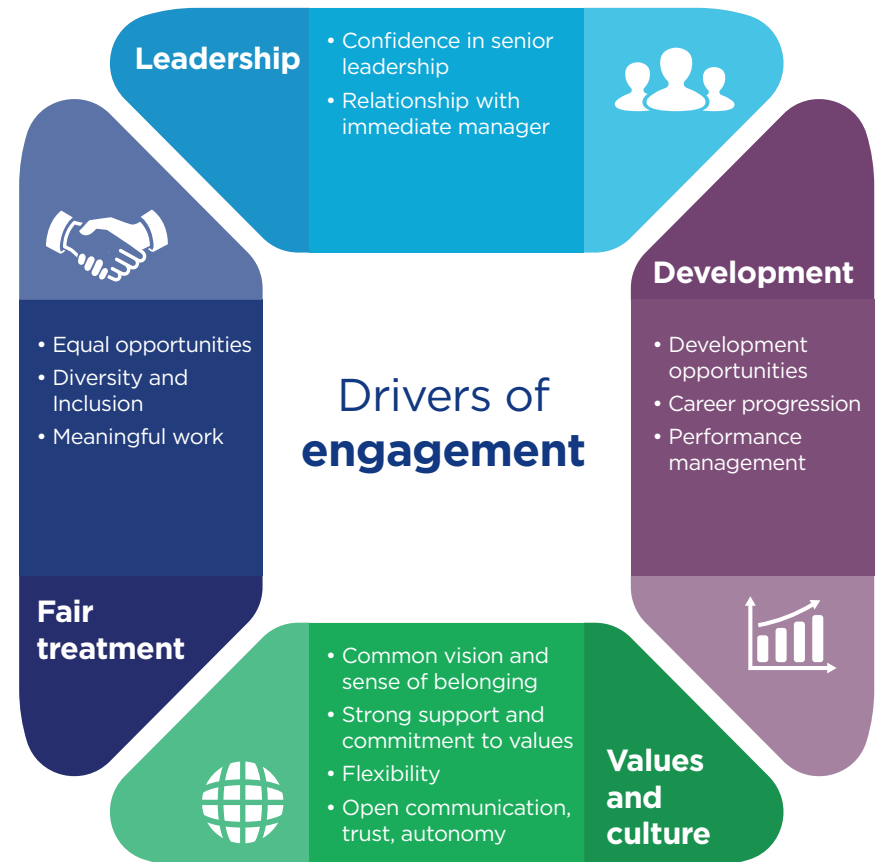 Leadership
• Confidence in senior
leadership
• Relationship with
immediate manager
Development
• Development
opportunities
• Career progression
• Performance
management
Drivers of
engagement
• Equal opportunities
• Diversity and
Inclusion
• Meaningful work
Fair
treatment
• Common vision and
sense of belonging
• Strong support and
commitment to values
• Flexibility
• Open communication,
trust, autonomy
Values
and
culture